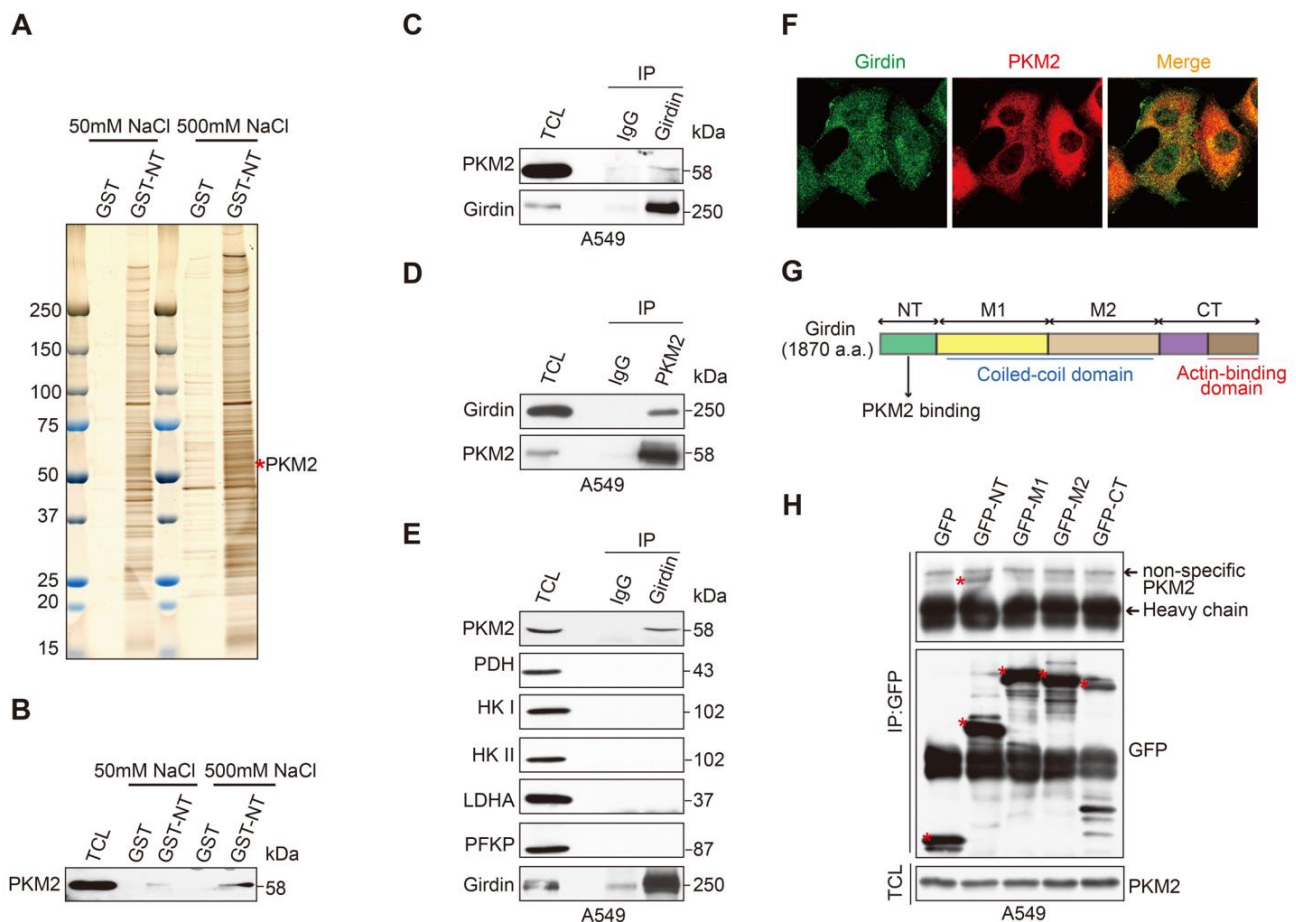 A
50mM NaCl 500mM NaCl
GST
GST-NT
GST
GST-NT
250
150
100
75
50
37
25
20
15
*PKM2
B
50mM NaCl 500mM NaCl
TCL
GST
GST-NT
GST
GST-NT
kDa
PKM2
58
C
IP
TCL
IgG
Girdin
kDa
PKM2
58
Girdin
250
A549
D
IP
TCL
IgG
PKM2
kDa
Girdin
250
PKM2
58
A549
E
IP
TCL
IgG
Girdin
kDa
PKM2
58
PDH
43
HK I
102
HK II
102
LDHA
37
PFKP
87
Girdin
250
A549
F
Girdin PKM2 Merge
G
NT M1 M2 CT
Girdin
(1870 a.a.)
Coiled-coil domain
Actin-binding
domain
PKM2 binding
H
GFP
GFP-NT
GFP-M1
GFP-M2
GFP-CT
*
non-specific
PKM2
Heavy chain
IP:GFP
*
*
*
*
*
GFP
TCL
PKM2
A549